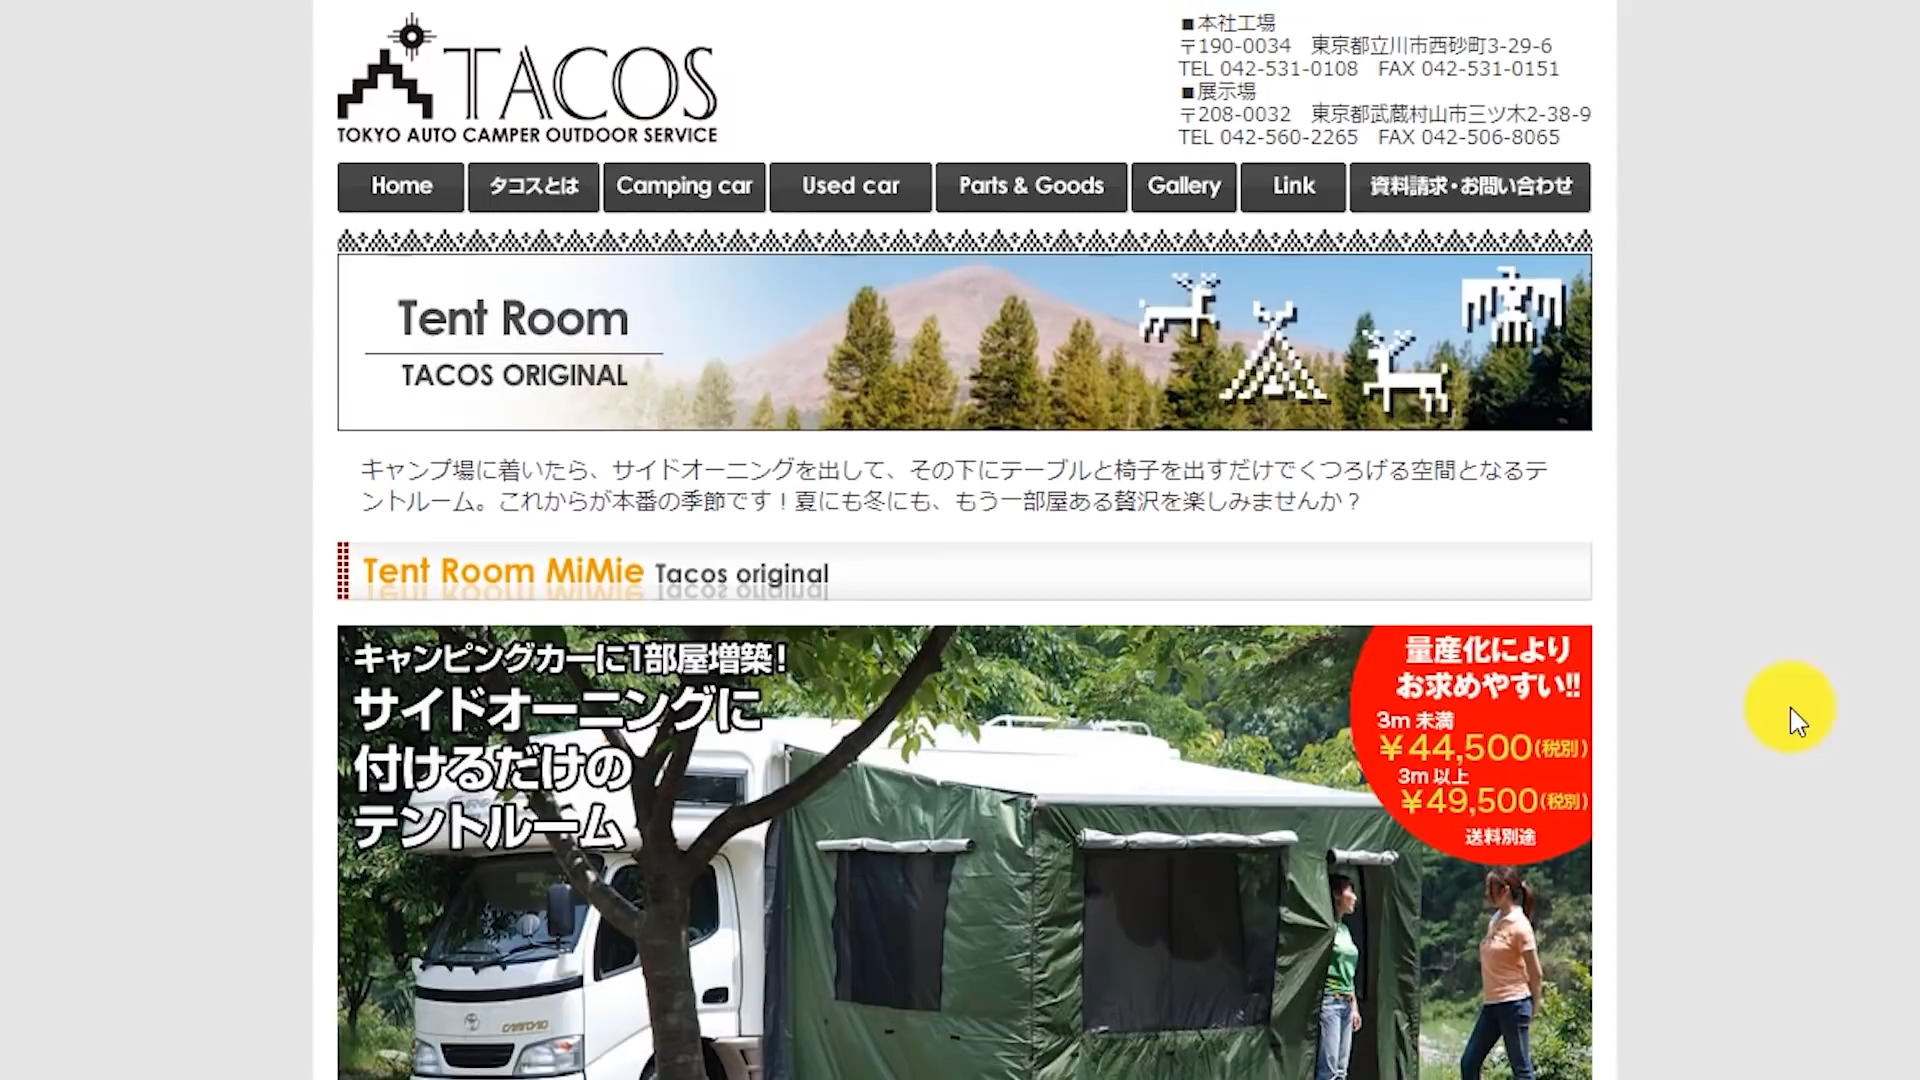 TACOS
TOKYO AUTO CAMPER OUTDOOR SERVICE
■本社工場
〒190-0034　東京都立川市西砂町3-29-6
TEL 042-531-0108　FAX 042-531-0151
■展示場
〒208-0032　東京都武蔵村山市三ツ木2-38-9
TEL 042-560-2265　FAX 042-506-8065
Home
タコスとは
Camping car
Used car
Parts & Goods
Gallery
Link
資料請求・お問い合わせ
Tent Room
TACOS ORIGINAL
キャンプ場に着いたら、サイドオーニングを出して、その下にテーブルと椅子を出すだけでくつろげる空間となるテ
ントルーム。これからが本番の季節です！夏にも冬にも、もう一部屋ある贅沢を楽しみませんか？
Tent Room MiMie Tacos original
キャンピングカーに1部屋増築!
サイドオーニングに
付けるだけの
テントルーム
量産化により
お求めやすい!!
3m 未満
￥44,500(税別)
3m 以上
￥49,500(税別)
送料別途
CAMROAD